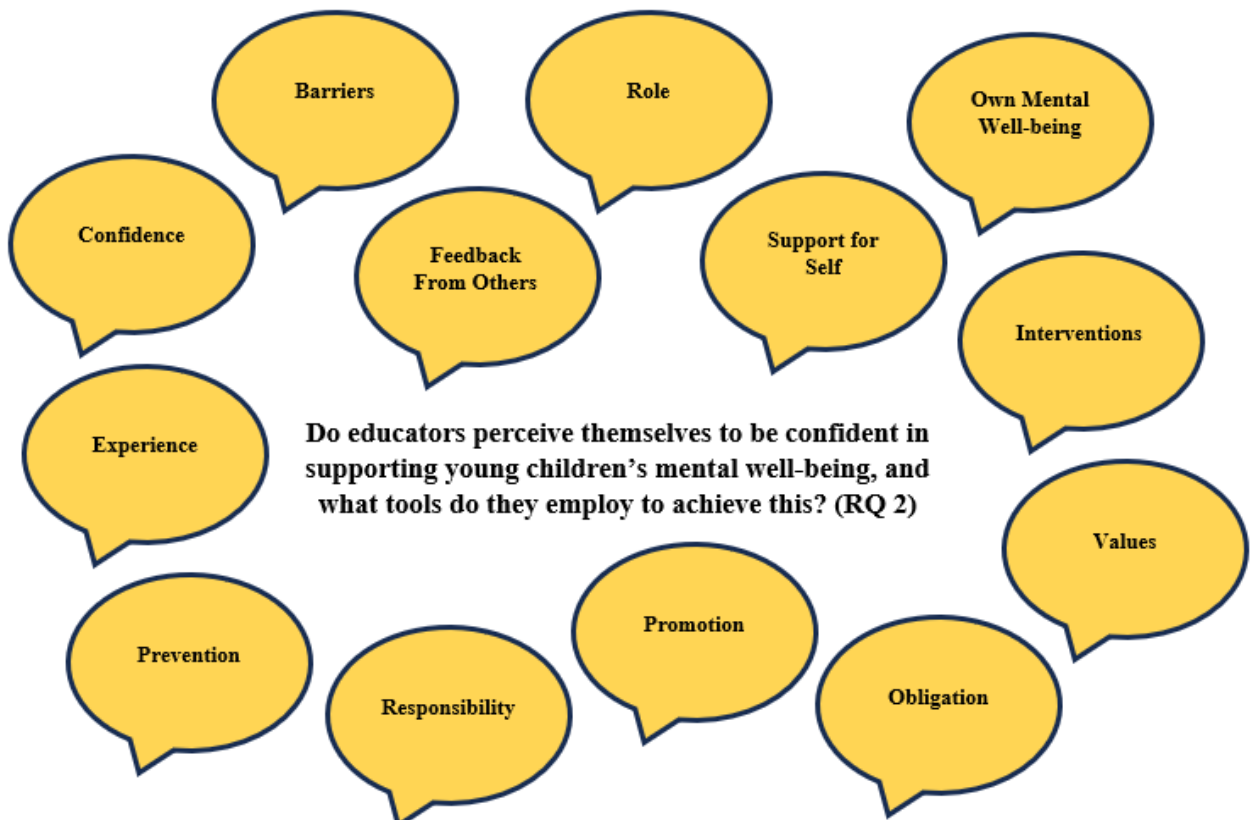 Barriers
Role
Own Mental
Well-being
Confidence
Feedback
From Others
Support for
Self
Interventions
Experience
Do educators perceive themselves to be confident in
supporting young children’s mental well-being, and
what tools do they employ to achieve this? (RQ 2)
Values
Prevention
Responsibility
Promotion
Obligation